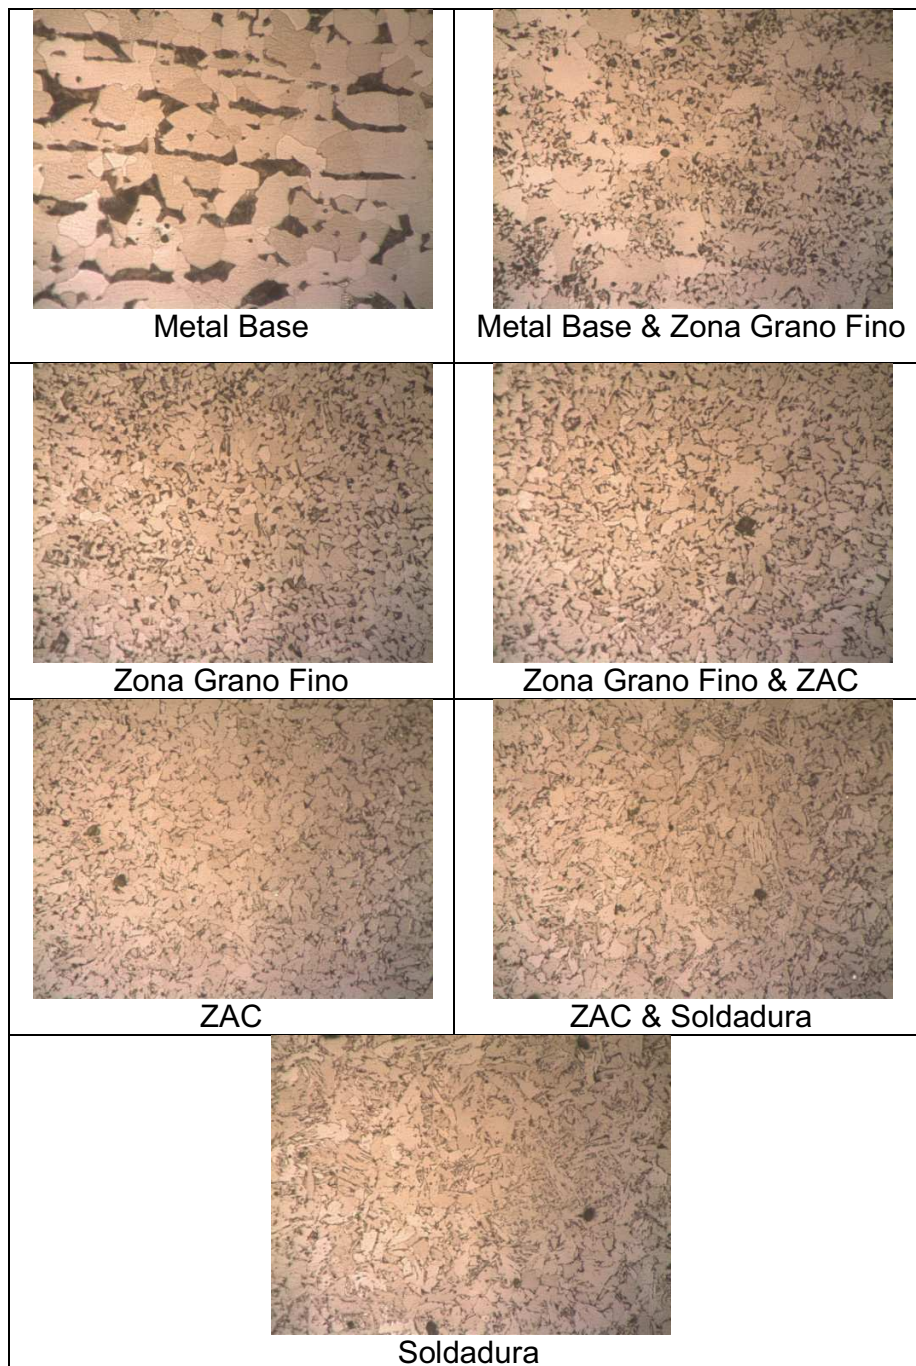 Metal Base
Metal Base & Zona Grano Fino
Zona Grano Fino
Zona Grano Fino & ZAC
ZAC
ZAC & Soldadura
Soldadura